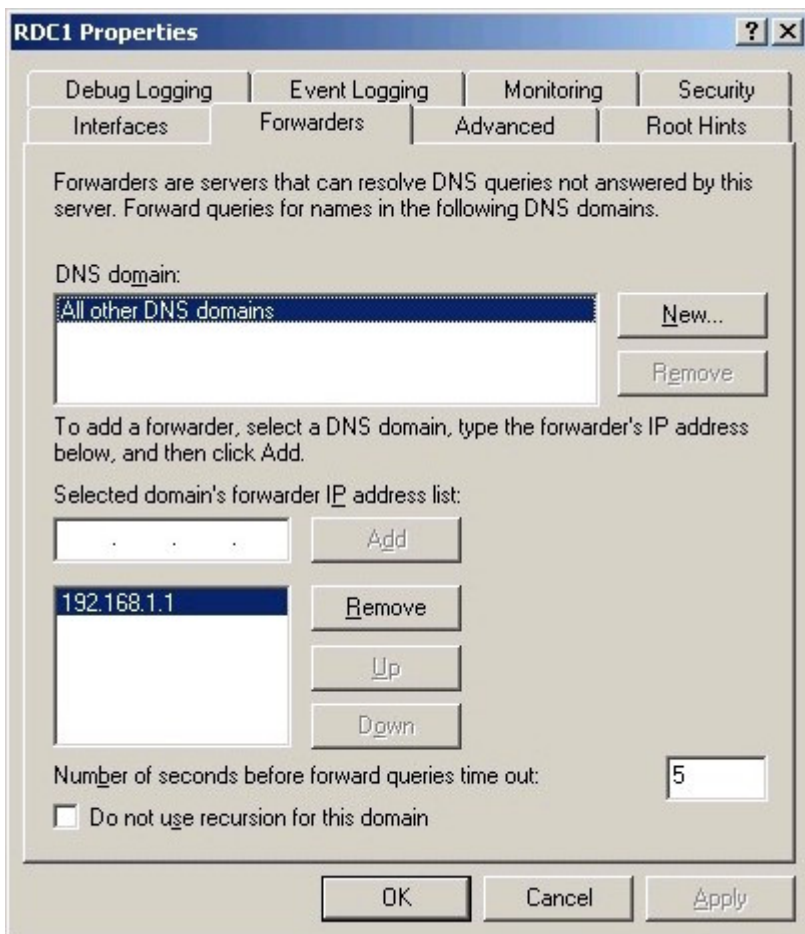 RDC1 Properties
Debug Logging Event Logging Monitoring Security
Interfaces Forwarders Advanced Root Hints
Forwarders are servers that can resolve DNS queries not answered by this
server. Forward queries for names in the following DNS domains.
DNS domain:
All other DNS domains
New...
Remove
To add a forwarder, select a DNS domain, type the forwarder's IP address
below, and then click Add.
Selected domain's forwarder IP address list:
. . . Add
192.168.1.1 Remove
Up
Down
Number of seconds before forward queries time out: 5
Do not use recursion for this domain
OK Cancel Apply